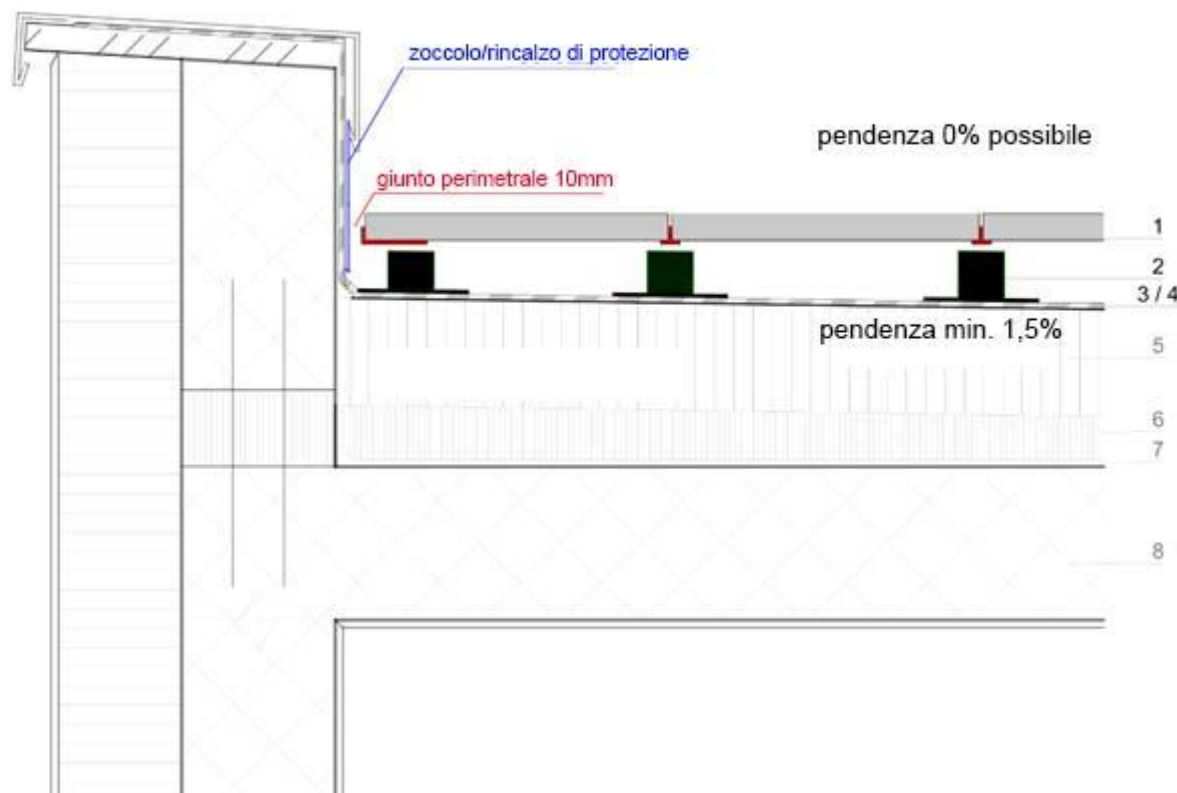 zoccolo/rincalzo di protezione
pendenza 0% possibile
giunto perimetrale 10mm
1
2
3 / 4
pendenza min. 1,5%
5
6
7
8